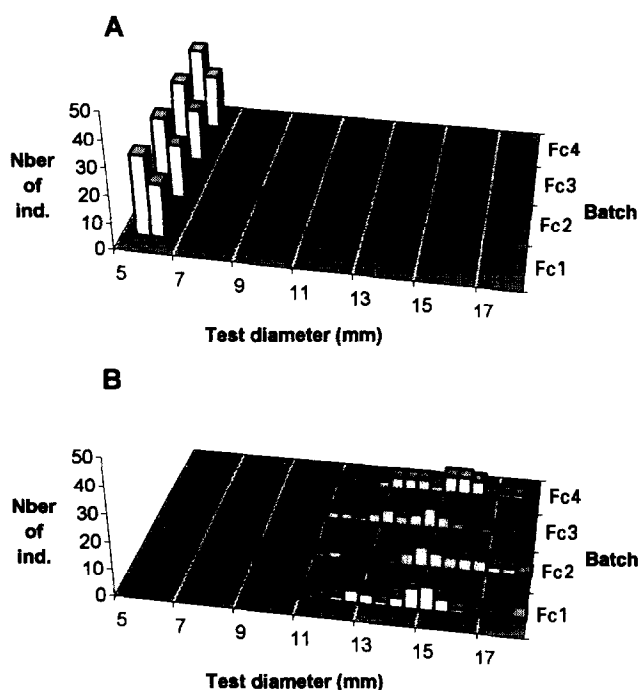 A
50
40
30
20
10
0
Nber
of
ind.
Fc4
Fc3
Fc2
Fc1
Batch
5 7 9 11 13 15 17
Test diameter (mm)
B
50
40
30
20
10
0
Nber
of
ind.
Fc4
Fc3
Fc2
Fc1
Batch
5 7 9 11 13 15 17
Test diameter (mm)